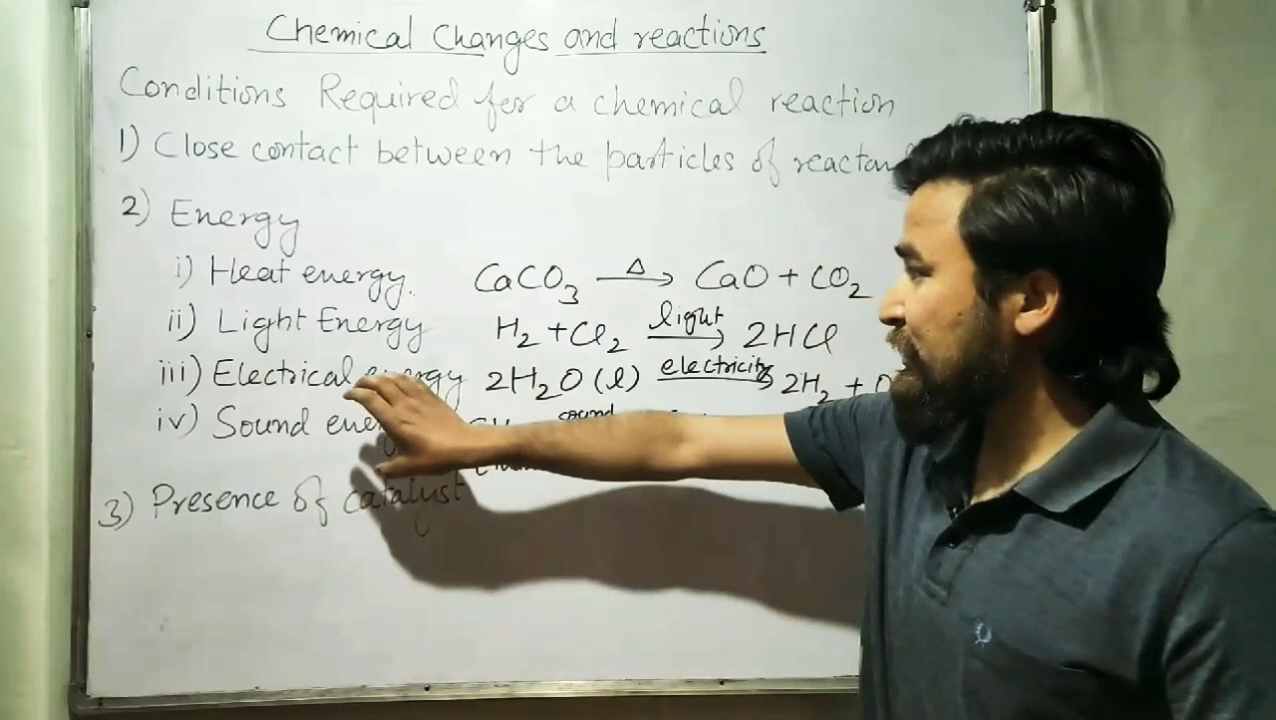 Chemical Changes and reactions
Conditions Required for a chemical reaction
1) Close contact between the particles of
2) Energy
i) Heat energy. CaCO3 —Δ→ CaO + CO2
ii) Light Energy H2 + Cl2 —light→ 2HCl
iii) Electrical energy 2H2O (l) —electricity→ 2H2 +
iv) Sound sound
3) Presence of catalyst